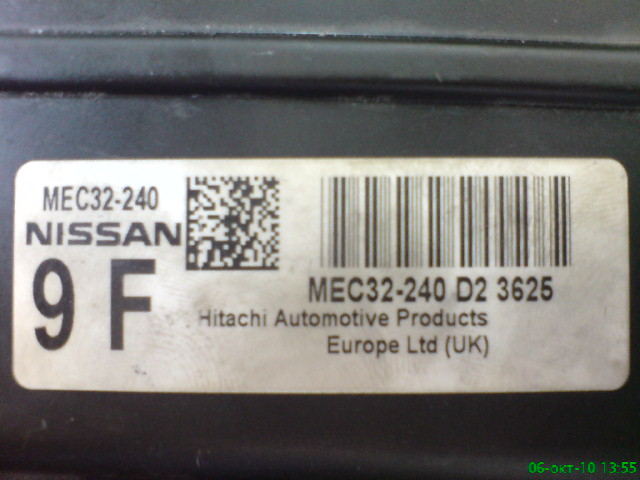 MEC32-240
NISSAN
9 F
MEC32-240 D2 3625
Hitachi Automotive Products
Europe Ltd (UK)
06-окт-10 13:55